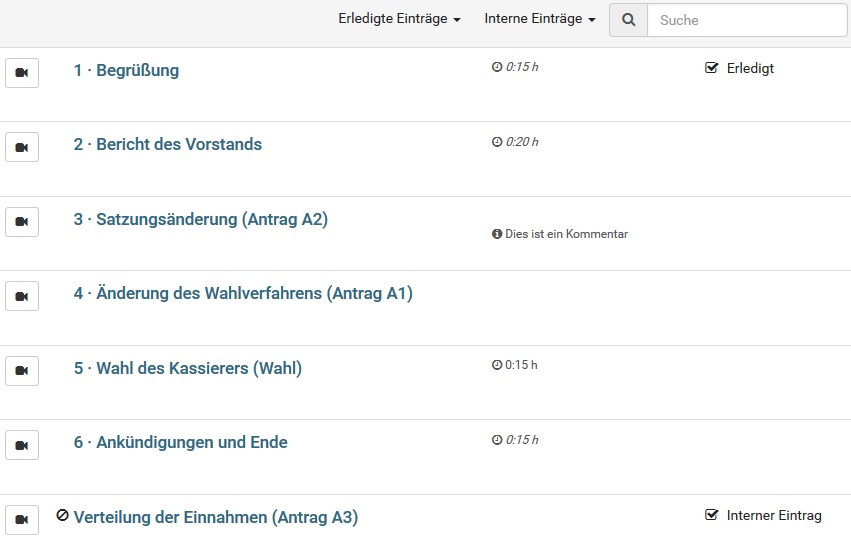 Erledigte Einträge Interne Einträge Suche
1 · Begrüßung 0:15 h Erledigt
2 · Bericht des Vorstands 0:20 h
3 · Satzungsänderung (Antrag A2)
Dies ist ein Kommentar
4 · Änderung des Wahlverfahrens (Antrag A1)
5 · Wahl des Kassierers (Wahl) 0:15 h
6 · Ankündigungen und Ende 0:15 h
Verteilung der Einnahmen (Antrag A3) Interner Eintrag